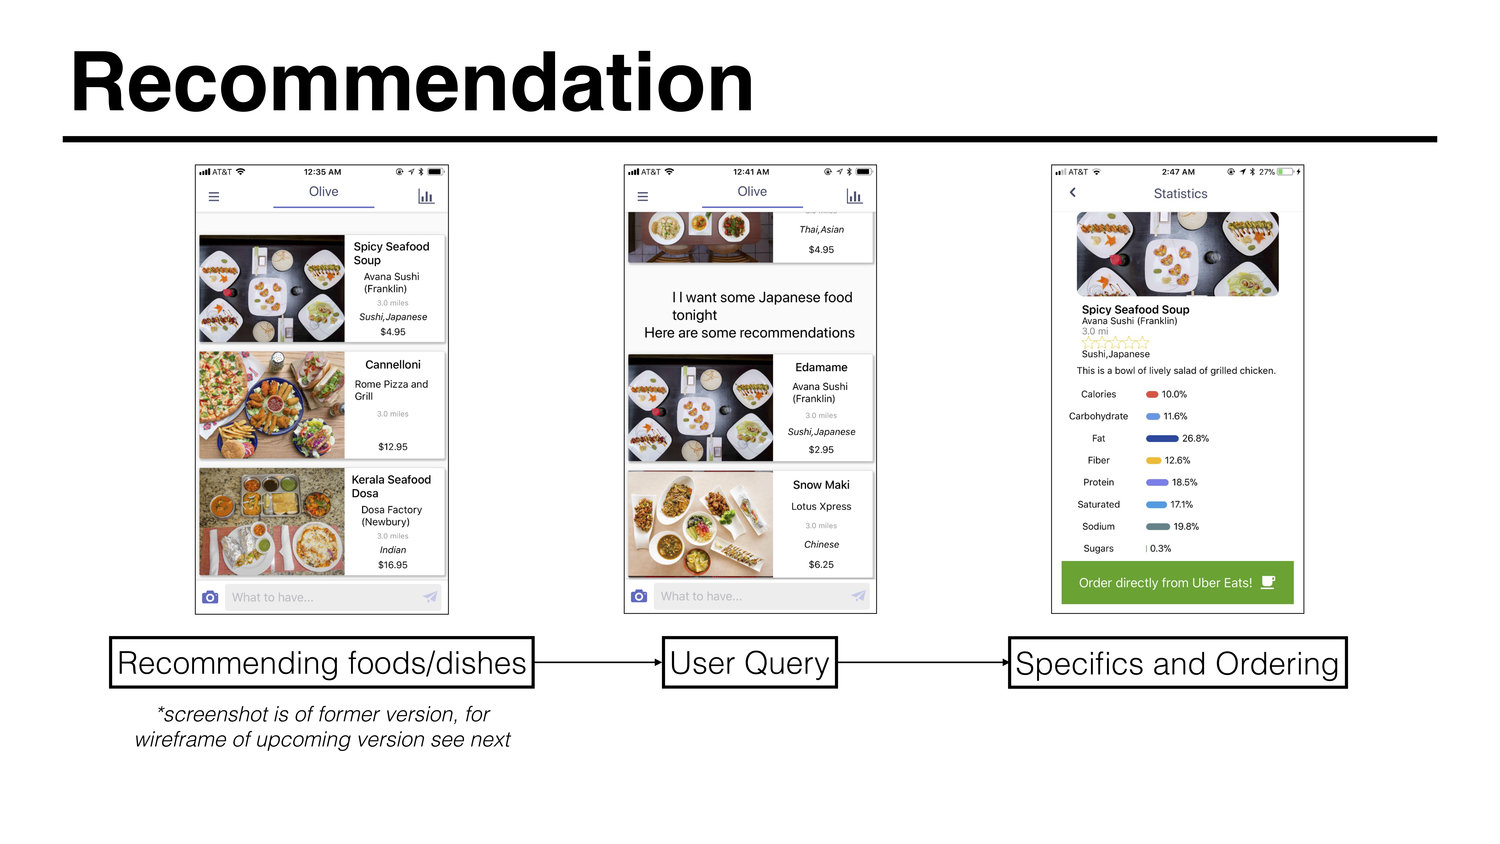 Recommendation
AT&T 12:35 AM
Olive
Spicy Seafood
Soup
Avana Sushi
(Franklin)
3.0 miles
Sushi,Japanese
$4.95
Cannelloni
Rome Pizza and
Grill
3.0 miles
$12.95
Kerala Seafood
Dosa
Dosa Factory
(Newbury)
3.0 miles
Indian
$16.95
What to have...
AT&T 12:41 AM
Olive
Thai,Asian
$4.95
I I want some Japanese food
tonight
Here are some recommendations
Edamame
Avana Sushi
(Franklin)
3.0 miles
Sushi,Japanese
$2.95
Snow Maki
Lotus Xpress
3.0 miles
Chinese
$6.25
What to have...
AT&T 2:47 AM 27%
Statistics
Spicy Seafood Soup
Avana Sushi (Franklin)
3.0 mi
Sushi,Japanese
This is a bowl of lively salad of grilled chicken.
Calories 10.0%
Carbohydrate 11.6%
Fat 26.8%
Fiber 12.6%
Protein 18.5%
Saturated 17.1%
Sodium 19.8%
Sugars 0.3%
Order directly from Uber Eats!
Recommending foods/dishes
User Query
Specifics and Ordering
*screenshot is of former version, for
wireframe of upcoming version see next